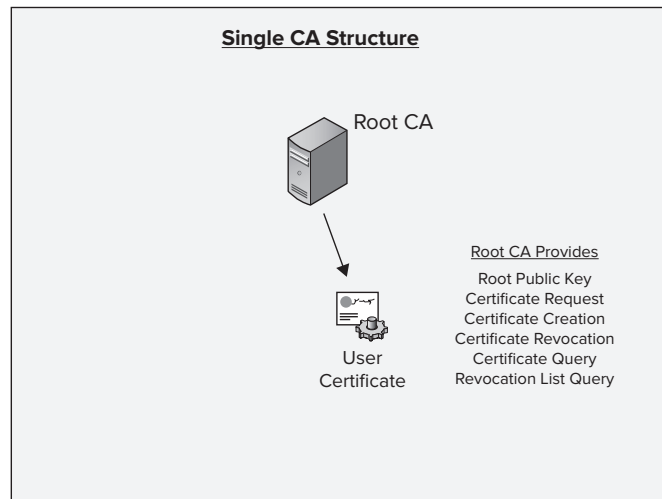 Single CA Structure
Root CA
User
Certificate
Root CA Provides
Root Public Key
Certificate Request
Certificate Creation
Certificate Revocation
Certificate Query
Revocation List Query